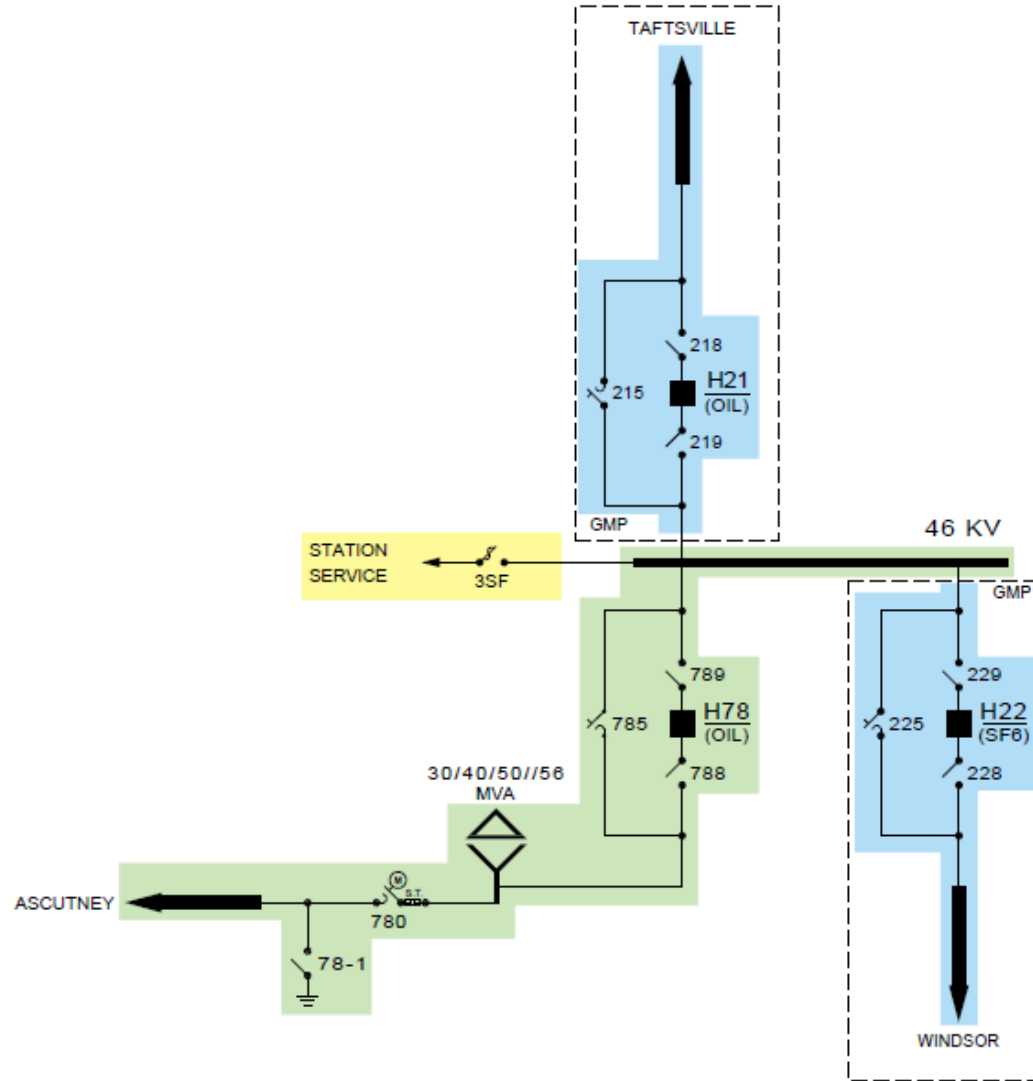 TAFTSVILLE
218
H21
(OIL)
215
219
GMP
46 KV
STATION
SERVICE
3SF
GMP
789
H78
(OIL)
785
788
229
H22
(SF6)
225
228
30/40/50//56
MVA
M
S.T.
ASCUTNEY
780
78-1
WINDSOR